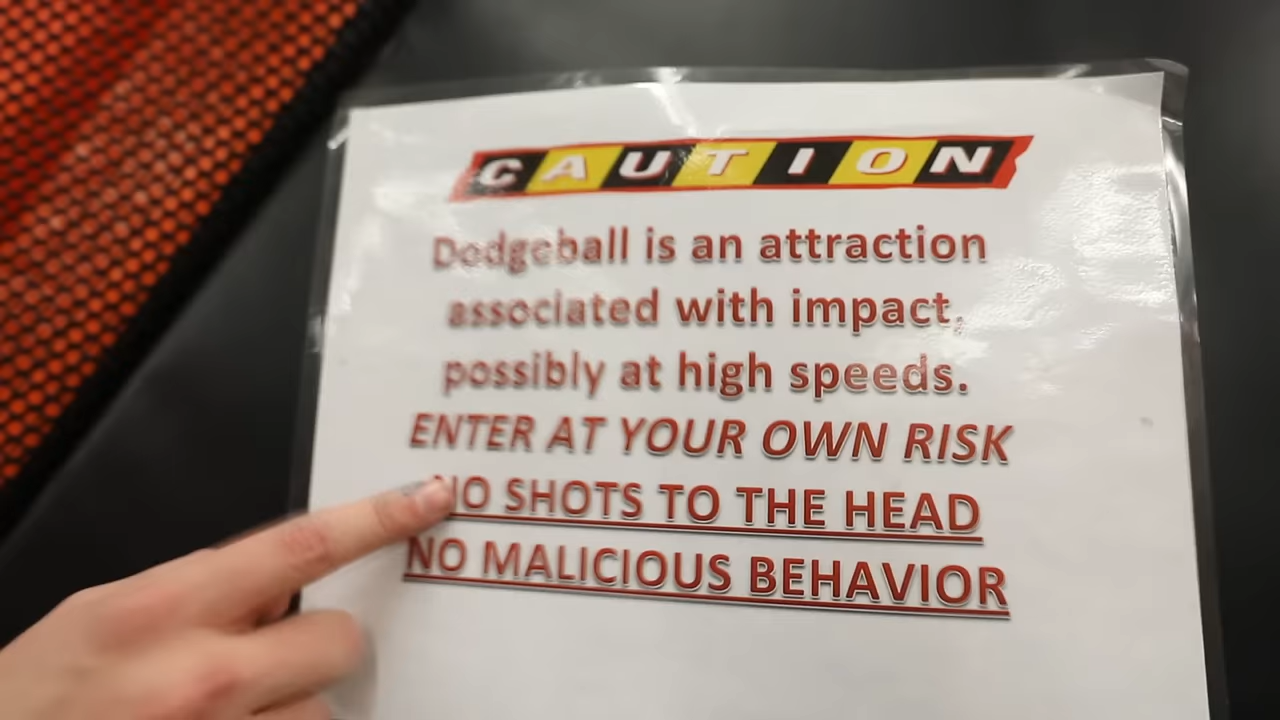 CAUTION
Dodgeball is an attraction
associated with impact,
possibly at high speeds.
ENTER AT YOUR OWN RISK
NO SHOTS TO THE HEAD
NO MALICIOUS BEHAVIOR